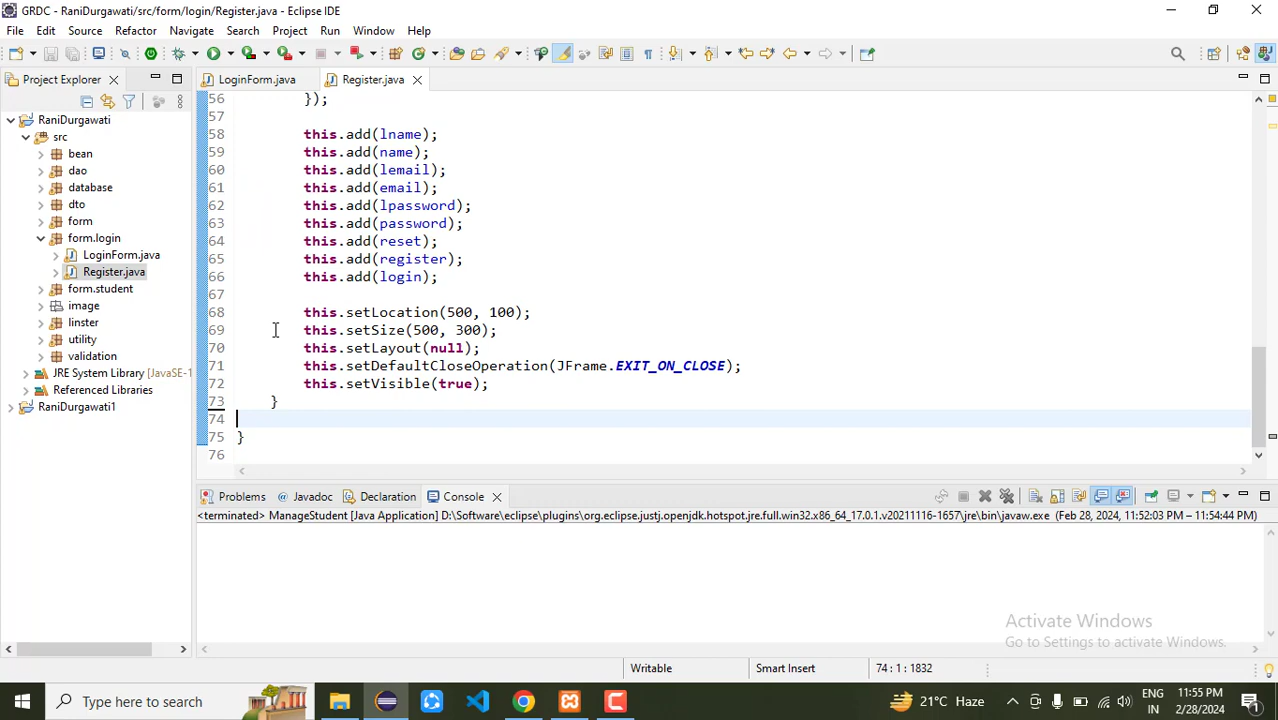 GRDC - RaniDurgawati/src/form/login/Register.java - Eclipse IDE
File Edit Source Refactor Navigate Search Project Run Window Help
Project Explorer
LoginForm.java
Register.java
RaniDurgawati
src
bean
dao
database
dto
form
form.login
LoginForm.java
Register.java
form.student
image
linster
utility
validation
JRE System Library [JavaSE-1
Referenced Libraries
RaniDurgawati1
56 });
57
58 this.add(lname);
59 this.add(name);
60 this.add(lemail);
61 this.add(email);
62 this.add(lpassword);
63 this.add(password);
64 this.add(reset);
65 this.add(register);
66 this.add(login);
67
68 this.setLocation(500, 100);
69 this.setSize(500, 300);
70 this.setLayout(null);
71 this.setDefaultCloseOperation(JFrame.EXIT_ON_CLOSE);
72 this.setVisible(true);
73 }
74
75 }
76
Problems Javadoc Declaration Console
<terminated> ManageStudent [Java Application] D:\Software\eclipse\plugins\org.eclipse.justj.openjdk.hotspot.jre.full.win32.x86_64_17.0.1.v20211116-1657\jre\bin\javaw.exe (Feb 28, 2024, 11:52:03 PM – 11:54:44 PM)
Activate Windows
Go to Settings to activate Windows.
Writable Smart Insert 74 : 1 : 1832
Type here to search
21°C Haze
ENG
IN
11:55 PM
2/28/2024
1